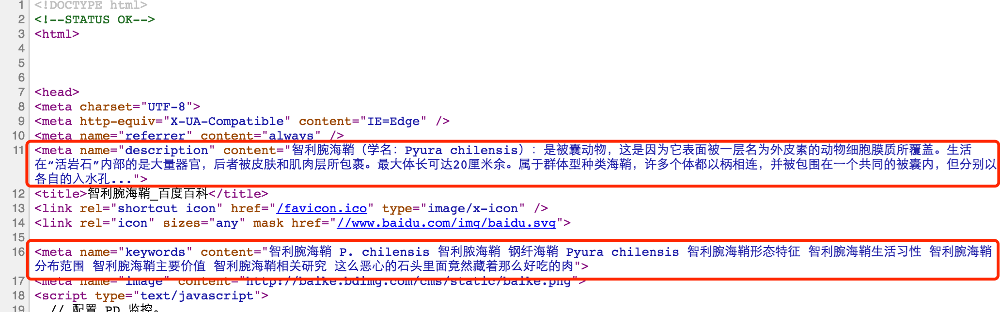 1 <!DOCTYPE html>
2 <!--STATUS OK-->
3 <html>
4
5
6
7 <head>
8 <meta charset="UTF-8">
9 <meta http-equiv="X-UA-Compatible" content="IE=Edge" />
10 <meta name="referrer" content="always" />
11 <meta name="description" content="智利腕海鞘（学名：Pyura chilensis）：是被囊动物，这是因为它表面被一层名为外皮素的动物细胞膜质所覆盖。生活
在“活岩石”内部的是大量器官，后者被皮肤和肌肉层所包裹。最大体长可达20厘米余。属于群体型种类海鞘，许多个体都以柄相连，并被包围在一个共同的被囊内，但分别以
各自的入水孔...">
12 <title>智利腕海鞘_百度百科</title>
13 <link rel="shortcut icon" href="/favicon.ico" type="image/x-icon" />
14 <link rel="icon" sizes="any" mask href="//www.baidu.com/img/baidu.svg">
15
16 <meta name="keywords" content="智利腕海鞘 P. chilensis 智利脓海鞘 钢纤海鞘 Pyura chilensis 智利腕海鞘形态特征 智利腕海鞘生活习性 智利腕海鞘
分布范围 智利腕海鞘主要价值 智利腕海鞘相关研究 这么恶心的石头里面竟然藏着那么好吃的肉">
17 <meta name="image" content="http://baike.bdimg.com/cms/static/baike.png">
18 <script type="text/javascript">
19 // 配置 PD 监控。